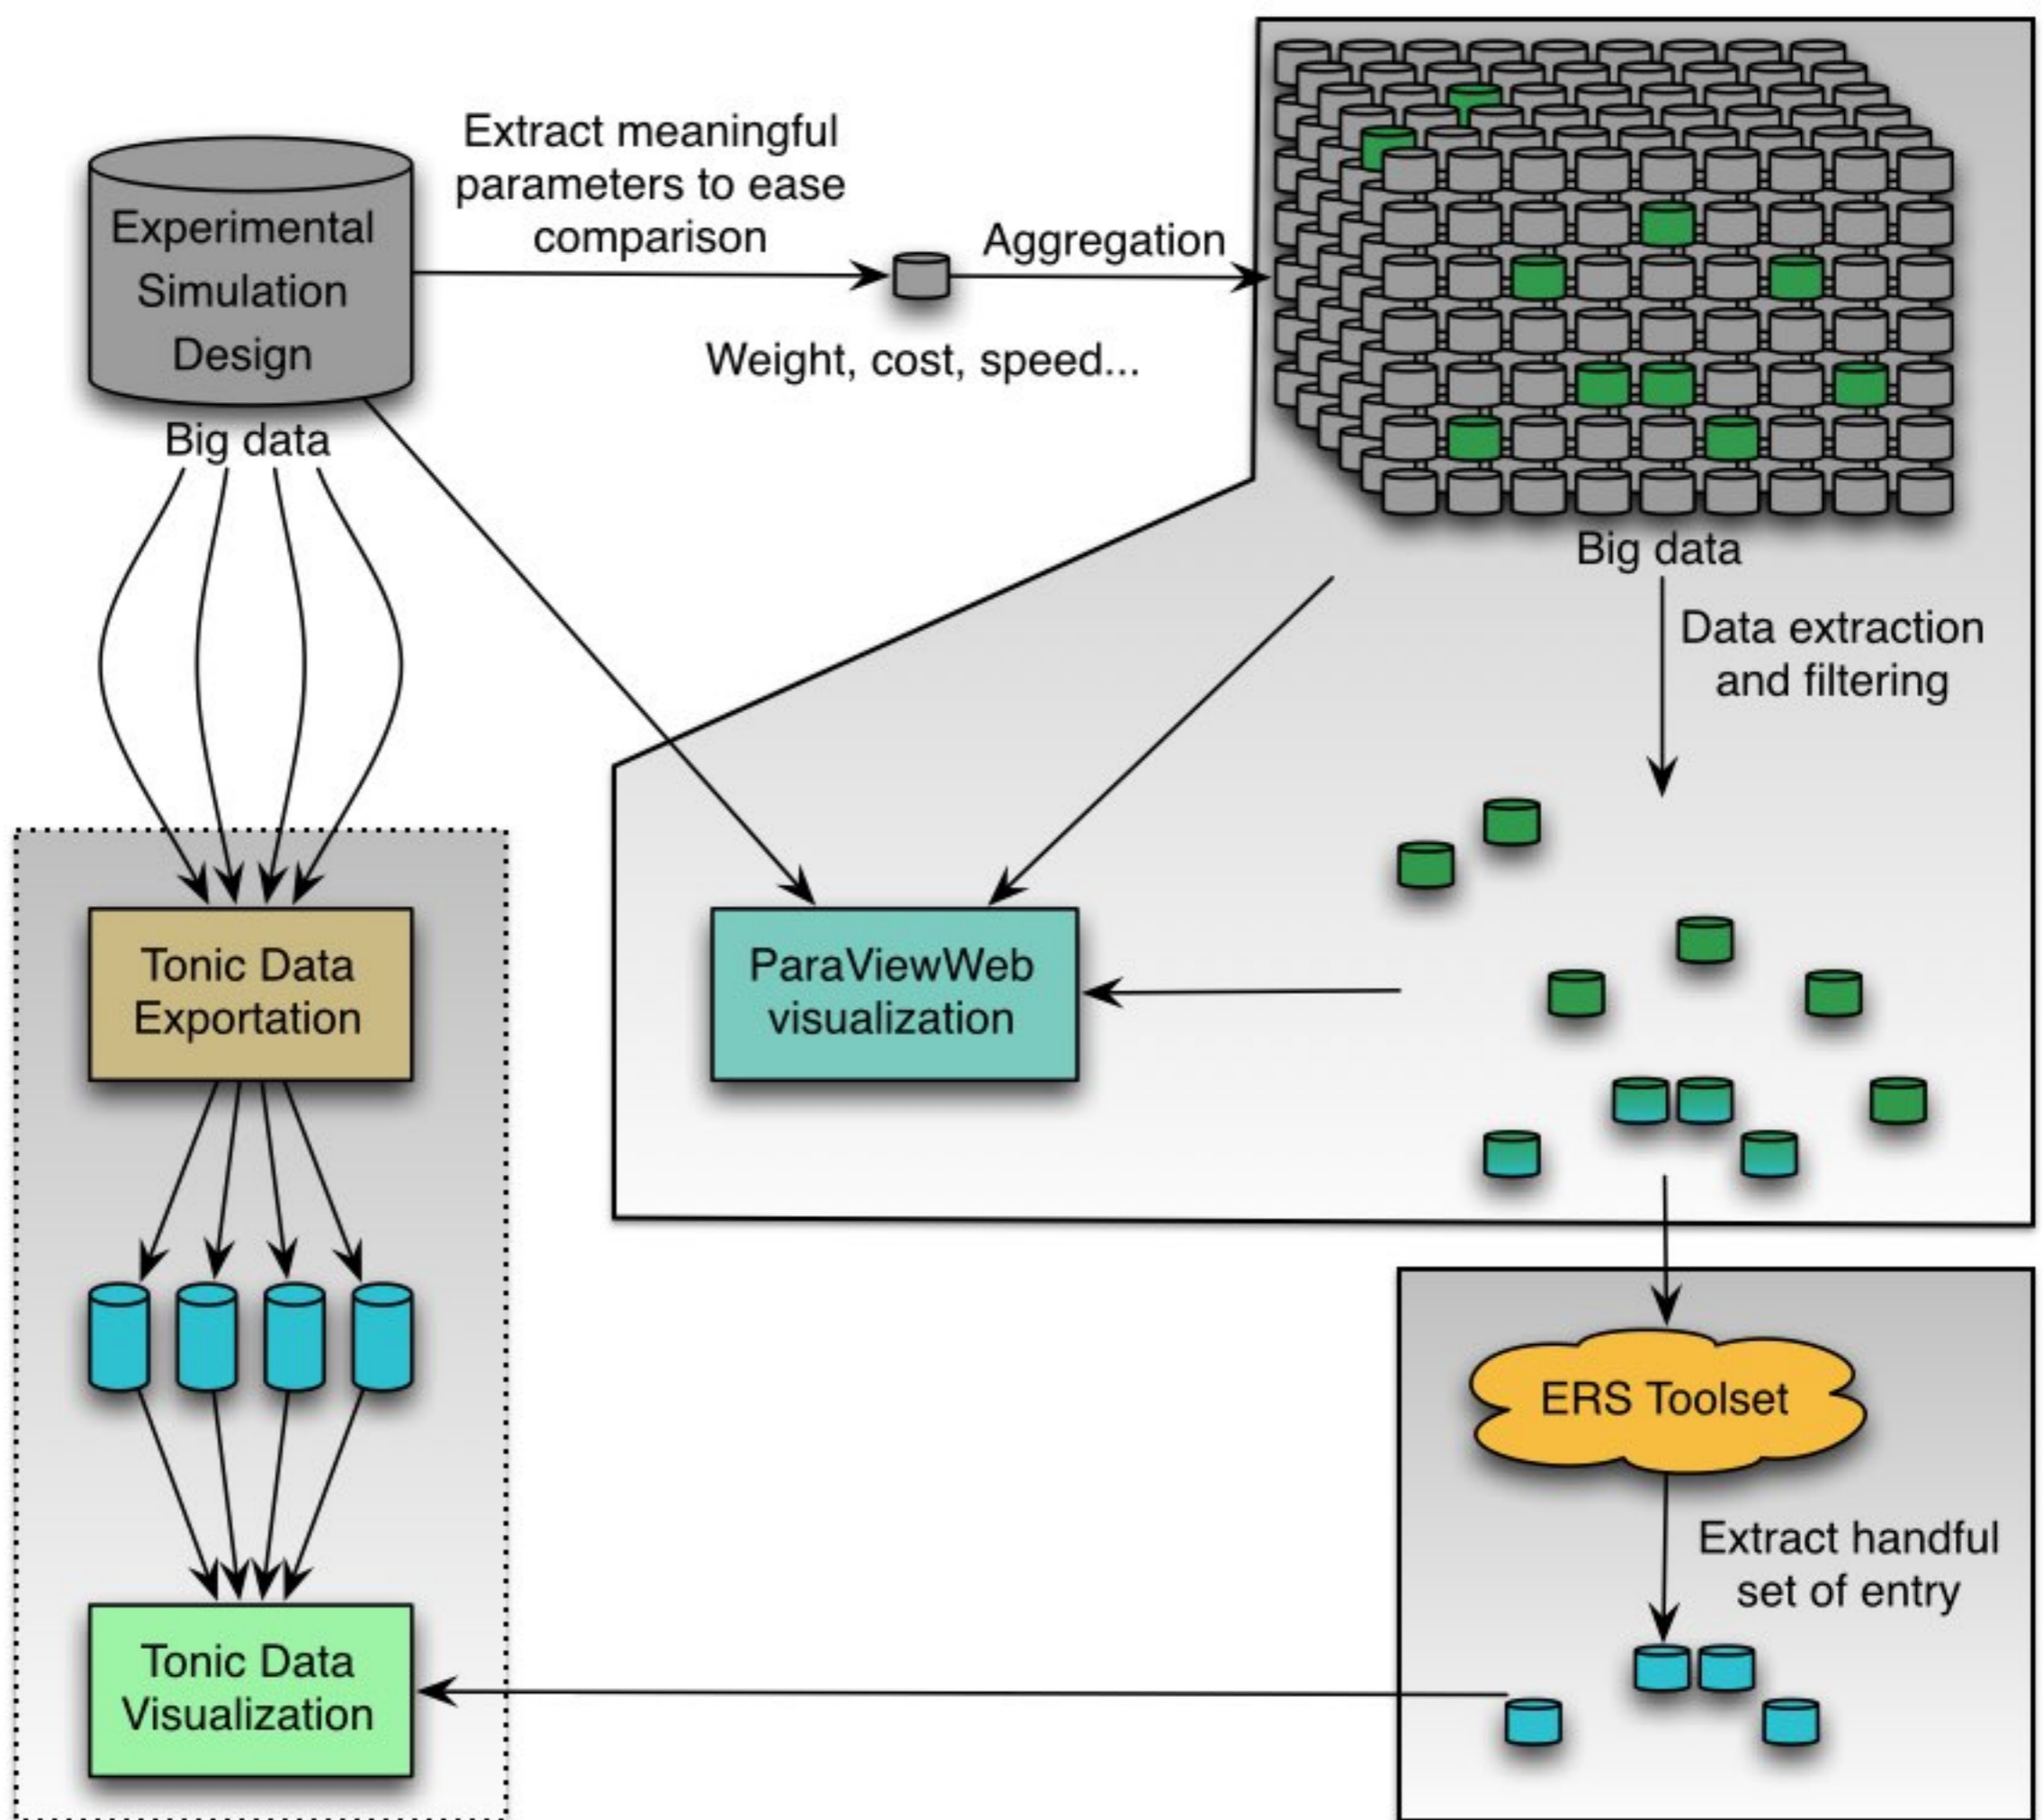 Extract meaningful
parameters to ease
comparison
Experimental
Simulation
Design
Aggregation
Weight, cost, speed...
Big data
Big data
Data extraction
and filtering
Tonic Data
Exportation
ParaViewWeb
visualization
ERS Toolset
Extract handful
set of entry
Tonic Data
Visualization